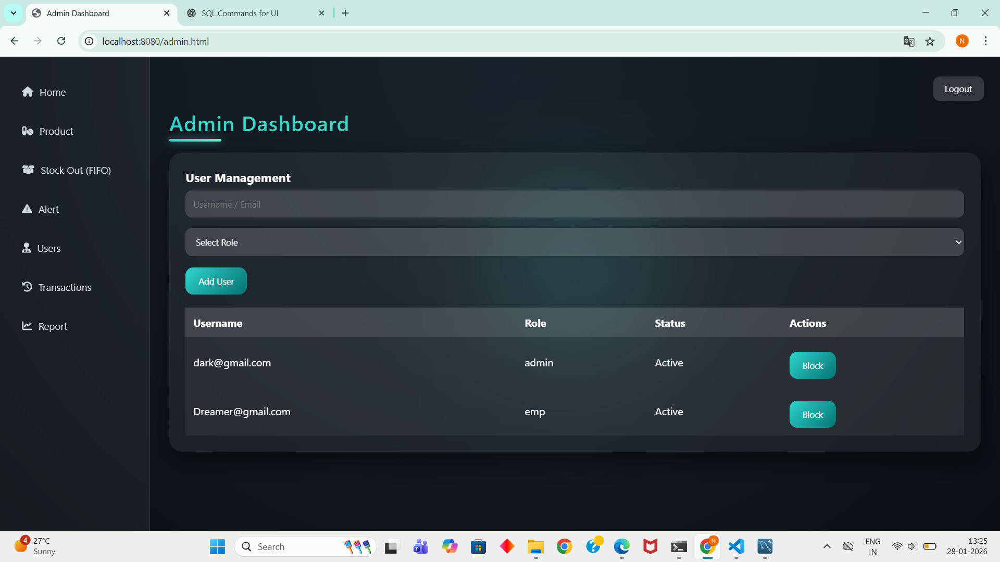 Admin Dashboard
SQL Commands for UI
localhost:8080/admin.html
N
Home
Product
Stock Out (FIFO)
Alert
Users
Transactions
Report
Logout
Admin Dashboard
User Management
Username / Email
Select Role
Add User
Username Role Status Actions
dark@gmail.com admin Active Block
Dreamer@gmail.com emp Active Block
4
27°C
Sunny
Search
N
ENG
IN
13:25
28-01-2026